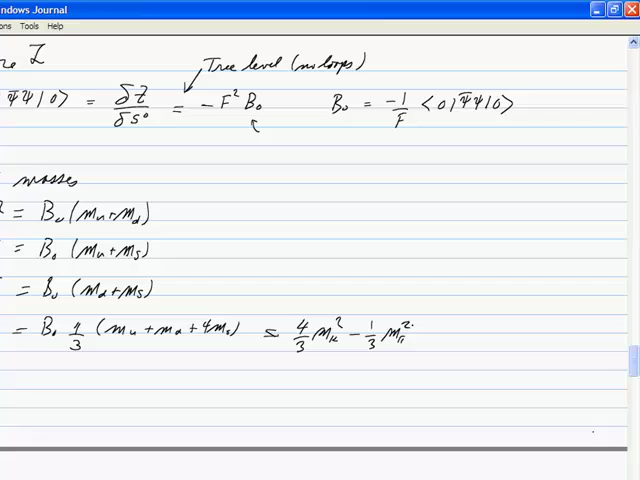 ndows Journal
ons Tools Help
re Z
Tree level (no loops)
Ψ̄Ψ|0⟩ = δZ/δs⁰ = -F² B₀
B₀ = -1/F ⟨0|Ψ̄Ψ|0⟩
masses
² = B₀ (mᵤ+m_d)
= B₀ (mᵤ+mₛ)
= B₀ (m_d+mₛ)
= B₀ 1/3 (mᵤ + m_d + 4mₛ) = 4/3 m_K² - 1/3 m_π²